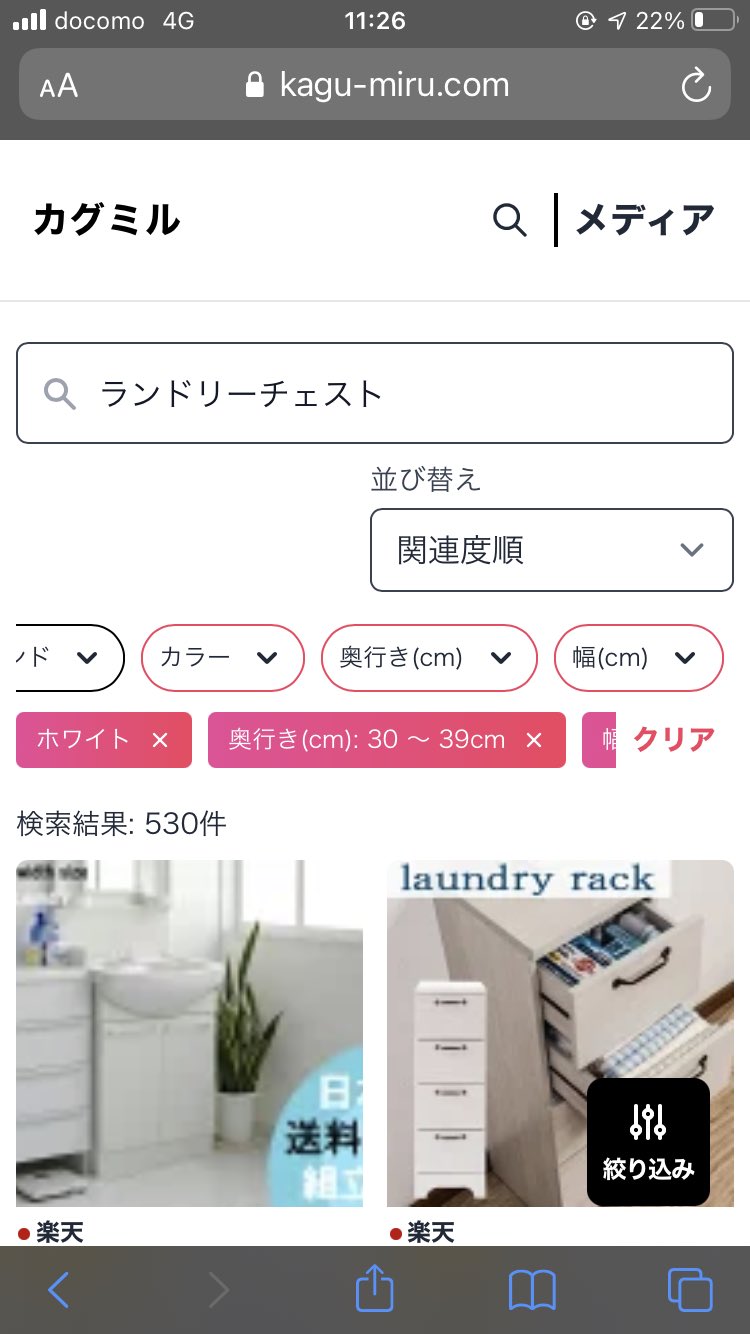 docomo 4G 11:26 22%
AA kagu-miru.com
カグミル メディア
ランドリーチェスト
並び替え
関連度順
ンド カラー 奥行き(cm) 幅(cm)
ホワイト × 奥行き(cm): 30 〜 39cm × 幅 クリア
検索結果: 530件
width size
laundry rack
日本
送料
組立
絞り込み
楽天 楽天